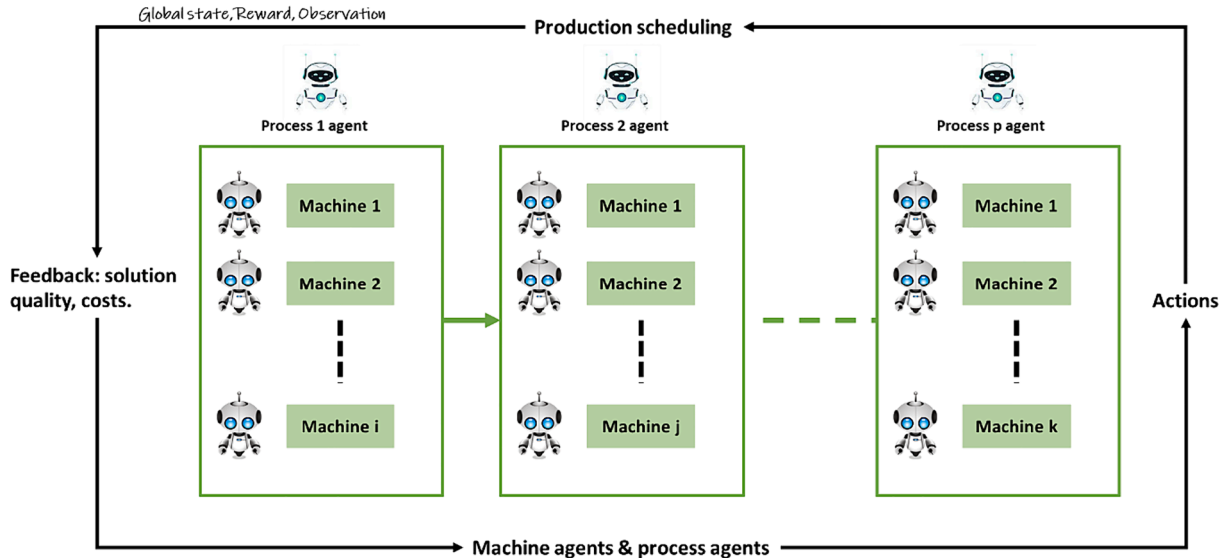 Global state, Reward, Observation
Production scheduling
Process 1 agent
Process 2 agent
Process p agent
Machine 1
Machine 1
Machine 1
Machine 2
Machine 2
Machine 2
Feedback: solution
quality, costs.
Actions
Machine i
Machine j
Machine k
Machine agents & process agents